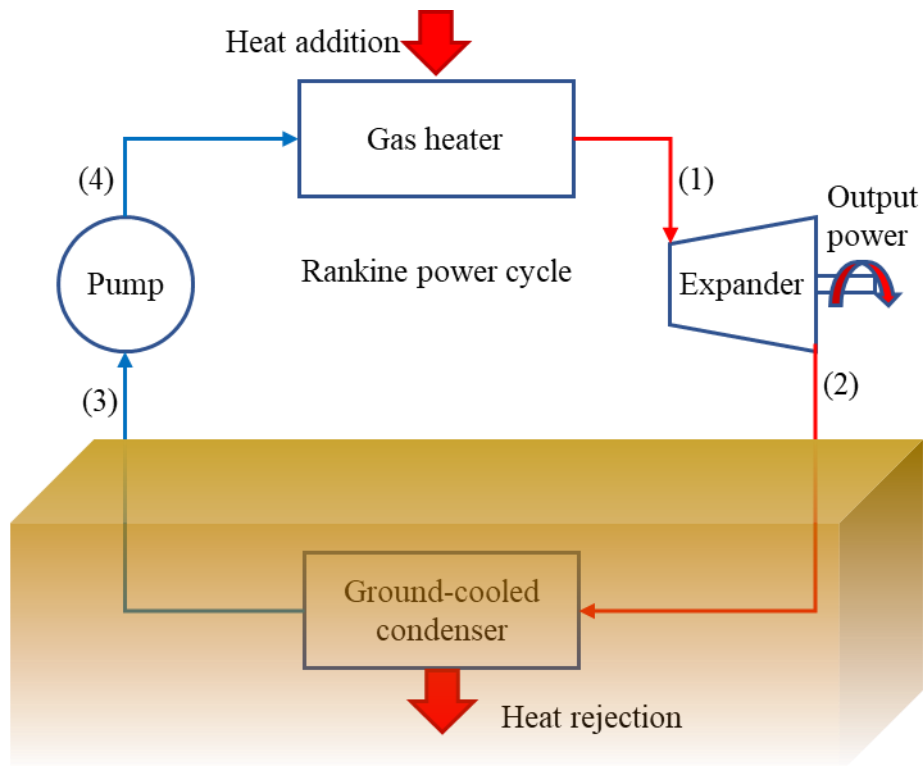 Heat addition
Gas heater
(4)
(1)
Output
power
Pump
Rankine power cycle
Expander
(3)
(2)
Ground-cooled
condenser
Heat rejection